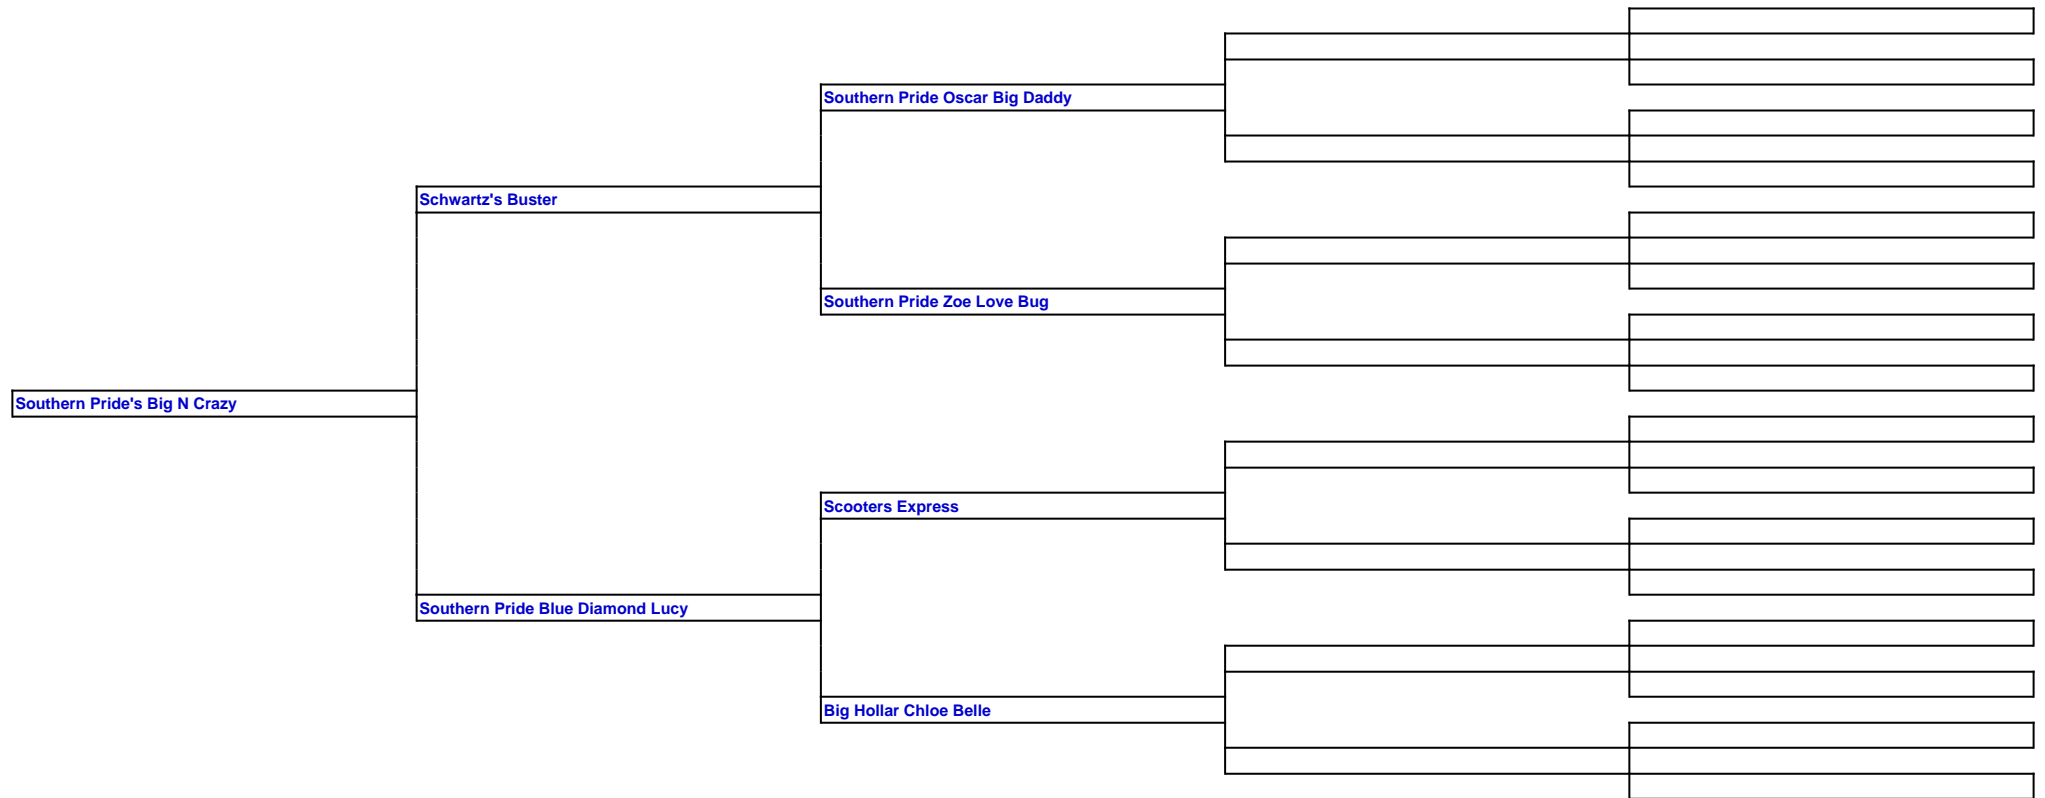 Southern Pride Oscar Big Daddy
Schwartz's Buster
Southern Pride Zoe Love Bug
Southern Pride's Big N Crazy
Scooters Express
Southern Pride Blue Diamond Lucy
Big Hollar Chloe Belle